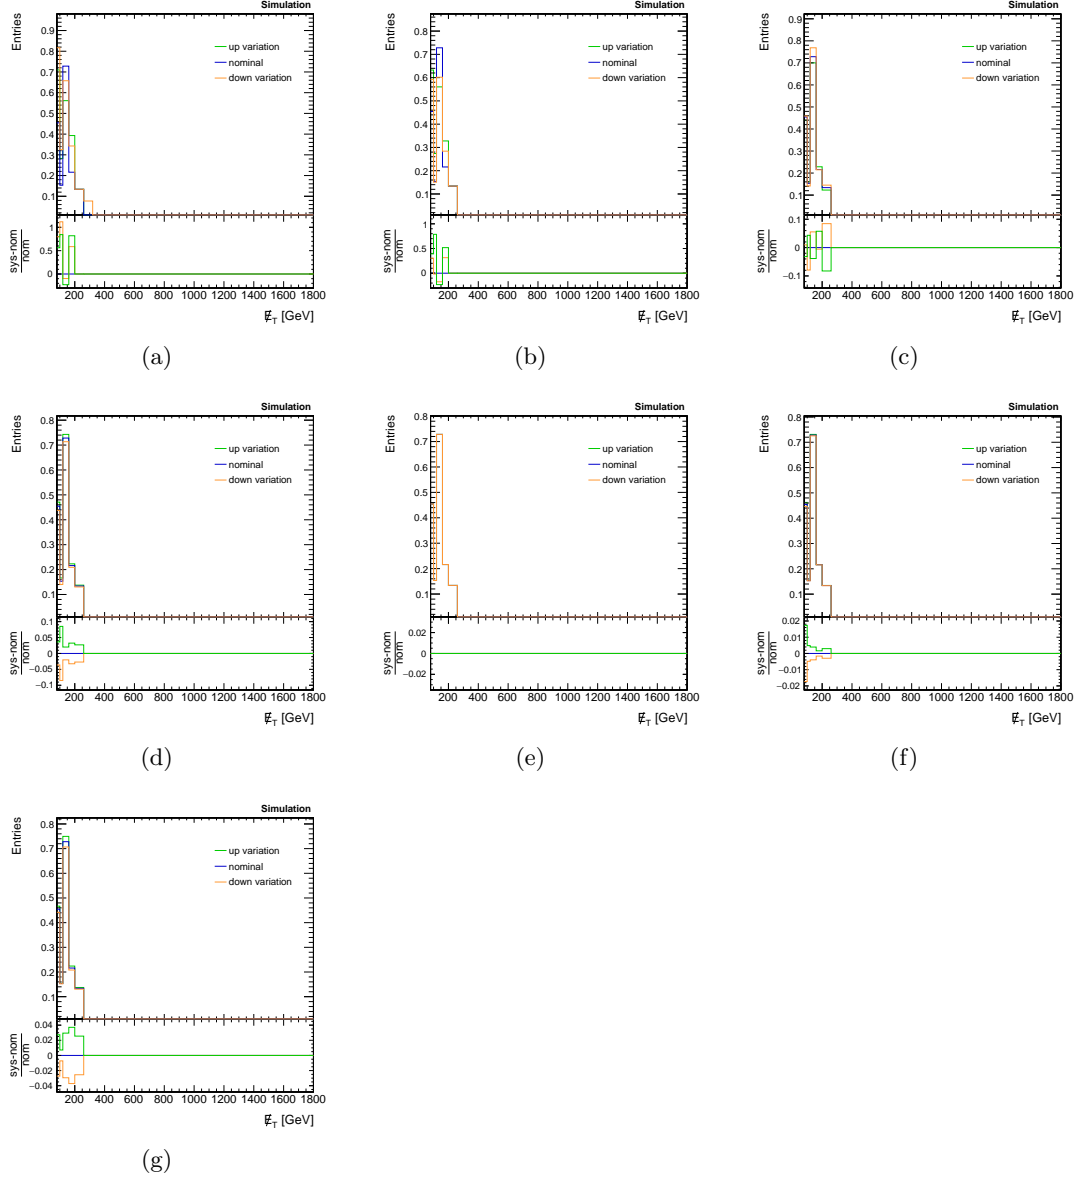 Simulation
Entries
0.9
0.8
0.7
0.6
0.5
0.4
0.3
0.2
0.1
up variation
nominal
down variation
sys-nom
nom
1
0.5
0
200 400 600 800 1000 1200 1400 1600 1800
E̸T [GeV]
(a)
Simulation
Entries
0.8
0.7
0.6
0.5
0.4
0.3
0.2
0.1
up variation
nominal
down variation
sys-nom
nom
1
0.5
0
200 400 600 800 1000 1200 1400 1600 1800
E̸T [GeV]
(b)
Simulation
Entries
0.9
0.8
0.7
0.6
0.5
0.4
0.3
0.2
0.1
up variation
nominal
down variation
sys-nom
nom
0.1
0
−0.1
200 400 600 800 1000 1200 1400 1600 1800
E̸T [GeV]
(c)
Simulation
Entries
0.8
0.7
0.6
0.5
0.4
0.3
0.2
0.1
up variation
nominal
down variation
sys-nom
nom
0.1
0.05
0
−0.05
−0.1
200 400 600 800 1000 1200 1400 1600 1800
E̸T [GeV]
(d)
Simulation
Entries
0.8
0.7
0.6
0.5
0.4
0.3
0.2
0.1
up variation
nominal
down variation
sys-nom
nom
0.02
0
−0.02
200 400 600 800 1000 1200 1400 1600 1800
E̸T [GeV]
(e)
Simulation
Entries
0.8
0.7
0.6
0.5
0.4
0.3
0.2
0.1
up variation
nominal
down variation
sys-nom
nom
0.02
0.01
0
−0.01
−0.02
200 400 600 800 1000 1200 1400 1600 1800
E̸T [GeV]
(f)
Simulation
Entries
0.8
0.7
0.6
0.5
0.4
0.3
0.2
0.1
up variation
nominal
down variation
sys-nom
nom
0.04
0.02
0
−0.02
−0.04
200 400 600 800 1000 1200 1400 1600 1800
E̸T [GeV]
(g)